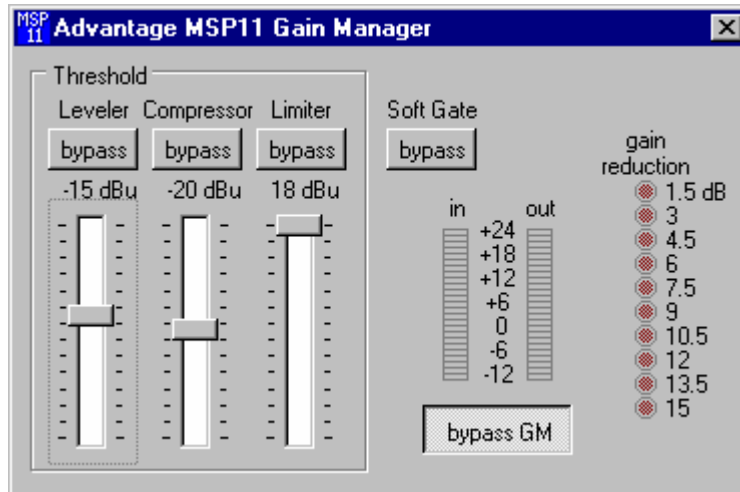 MSP
11
Advantage MSP11 Gain Manager
Threshold
Leveler Compressor Limiter
bypass bypass bypass
-15 dBu -20 dBu 18 dBu
Soft Gate
bypass
in out
+24
+18
+12
+6
0
-6
-12
bypass GM
gain
reduction
1.5 dB
3
4.5
6
7.5
9
10.5
12
13.5
15